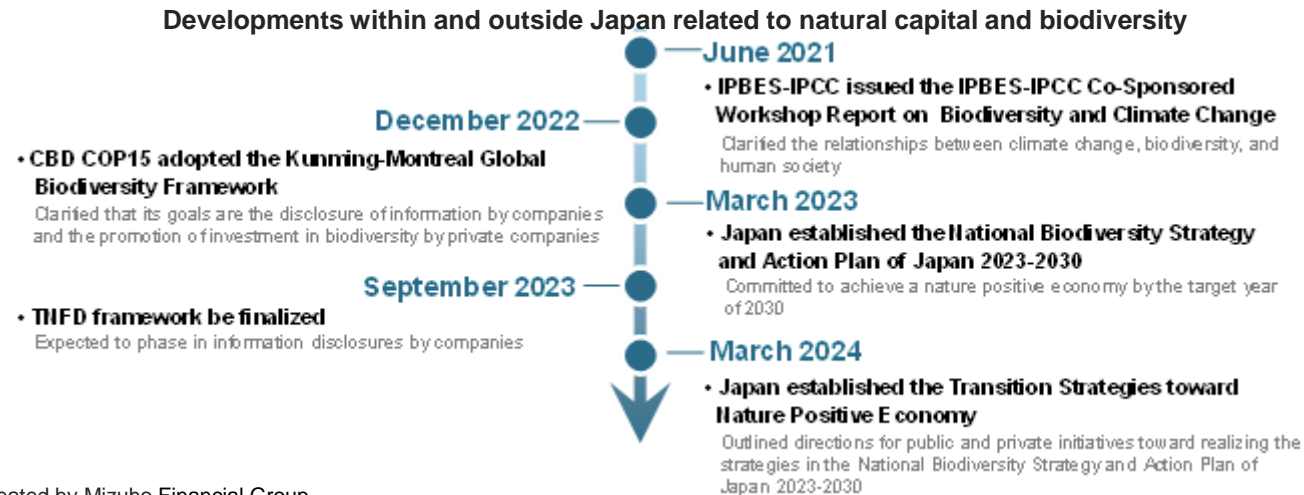 Developments within and outside Japan related to natural capital and biodiversity
June 2021
• IPBES-IPCC issued the IPBES-IPCC Co-Sponsored
Workshop Report on Biodiversity and Climate Change
Clarified the relationships between climate change, biodiversity, and
human society
December 2022
• CBD COP15 adopted the Kunming-Montreal Global
Biodiversity Framework
Clarified that its goals are the disclosure of information by companies
and the promotion of investment in biodiversity by private companies
March 2023
• Japan established the National Biodiversity Strategy
and Action Plan of Japan 2023-2030
Committed to achieve a nature positive economy by the target year
of 2030
September 2023
• TNFD framework be finalized
Expected to phase in information disclosures by companies
March 2024
• Japan established the Transition Strategies toward
Nature Positive Economy
Outlined directions for public and private initiatives toward realizing the
strategies in the National Biodiversity Strategy and Action Plan of
Japan 2023-2030
by Mizuho Financial Group